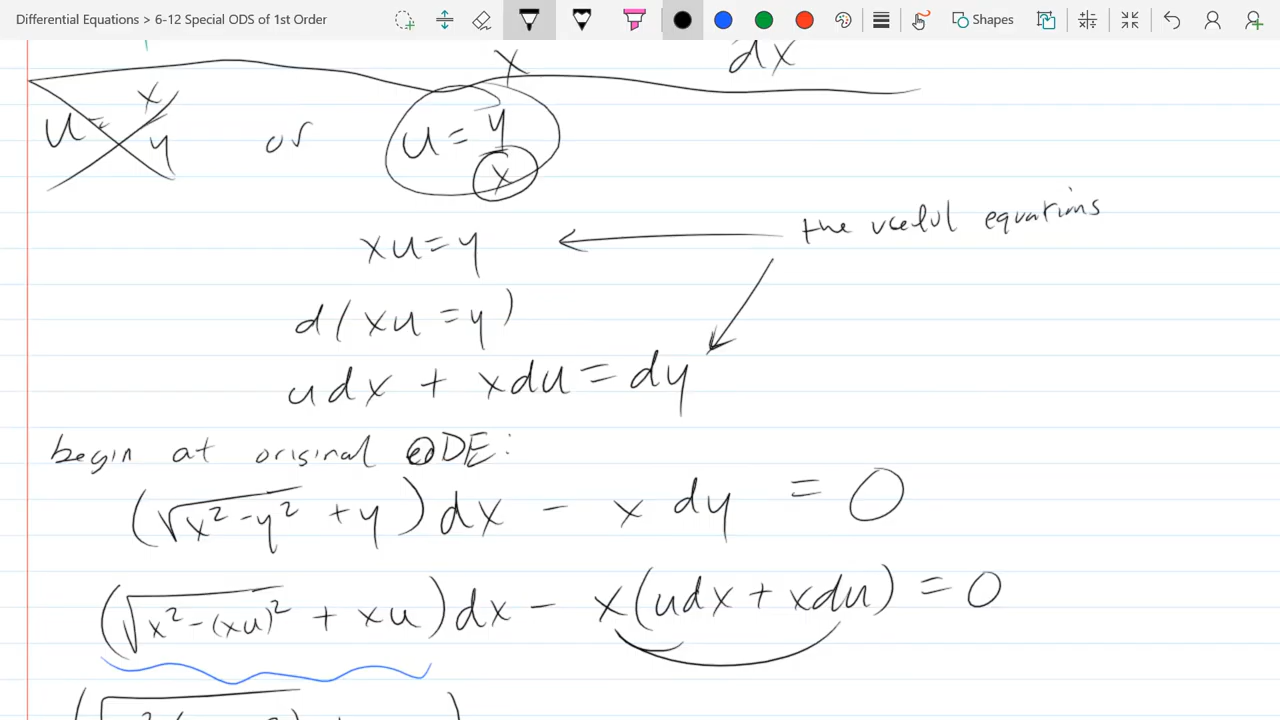 Differential Equations > 6-12 Special ODS of 1st Order
Shapes
x dx
u = x/y or u = y/x
the useful equations
xu = y
d(xu = y)
udx + xdu = dy
begin at original ODE:
(√x²-y² + y)dx - x dy = 0
(√x²-(xu)² + xu)dx - x(udx + xdu) = 0